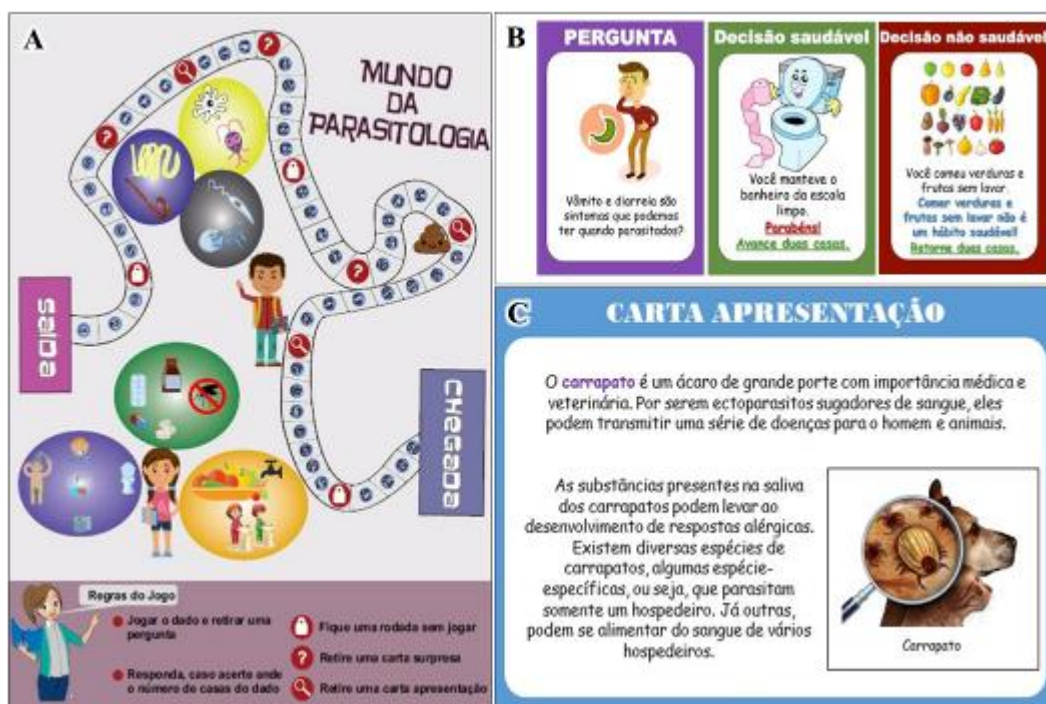 A
MUNDO
DA
PARASITOLOGIA
saída
Chegada
Regras do Jogo
Jogar o dado e retirar uma
pergunta
Responda, caso acerto ande
o número de casas do dado
Fique uma rodada sem jogar
Retire uma carta surpresa
Retire uma carta apresentação
B
PERGUNTA
Vômito e diarreia são
sintomas que podemos
ter quando parasitados?
Decisão saudável
Você manteve o
banheiro da escola
limpo.
Parabéns!
Avance duas casas.
Decisão não saudável
Você comeu verduras e
frutas sem lavar.
Comer verduras e
frutas sem lavar não é
um hábito saudável!
Retorne duas casas.
C
CARTA APRESENTAÇÃO
O carrapato é um ácaro de grande porte com importância médica e
veterinária. Por serem ectoparasitos sugadores de sangue, eles
podem transmitir uma série de doenças para o homem e animais.
As substâncias presentes na saliva
dos carrapatos podem levar ao
desenvolvimento de respostas alérgicas.
Existem diversas espécies de
carrapatos, algumas espécie-
específicas, ou seja, que parasitam
somente um hospedeiro. Já outras,
podem se alimentar do sangue de vários
hospedeiros.
Carrapato